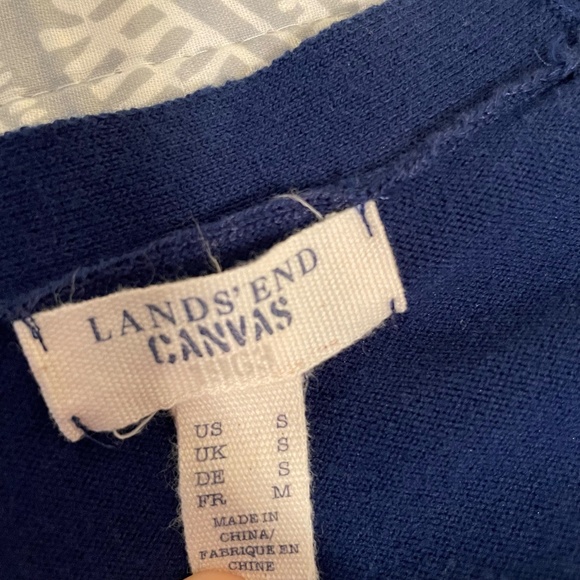 LANDS' END
CANVAS
US S
UK S
DE S
FR M
MADE IN
CHINA/
FABRIQUE EN
CHINE